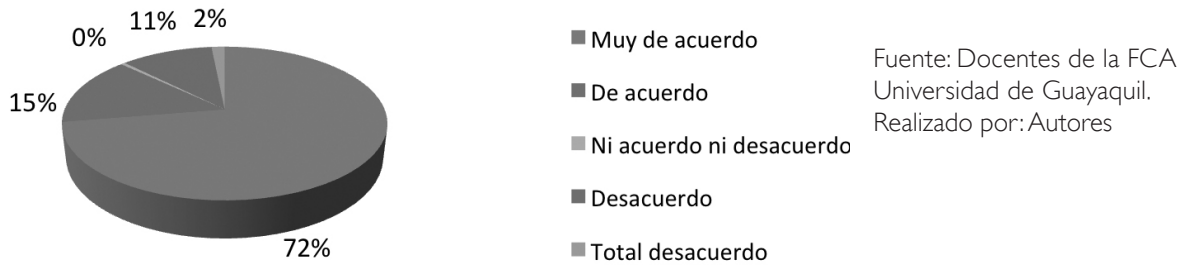 0%
11%
2%
15%
72%
Muy de acuerdo
De acuerdo
Ni acuerdo ni desacuerdo
Desacuerdo
Total desacuerdo
Fuente: Docentes de la FCA
Universidad de Guayaquil.
Realizado por: Autores